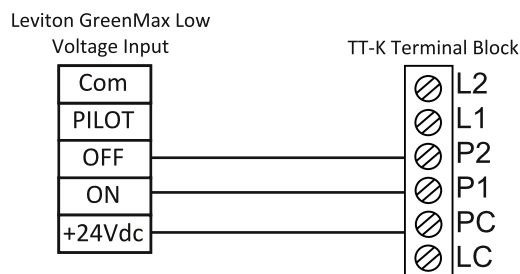 Leviton GreenMax Low
Voltage Input
Com
PILOT
OFF
ON
+24Vdc
TT-K Terminal Block
L2
L1
P2
P1
PC
LC